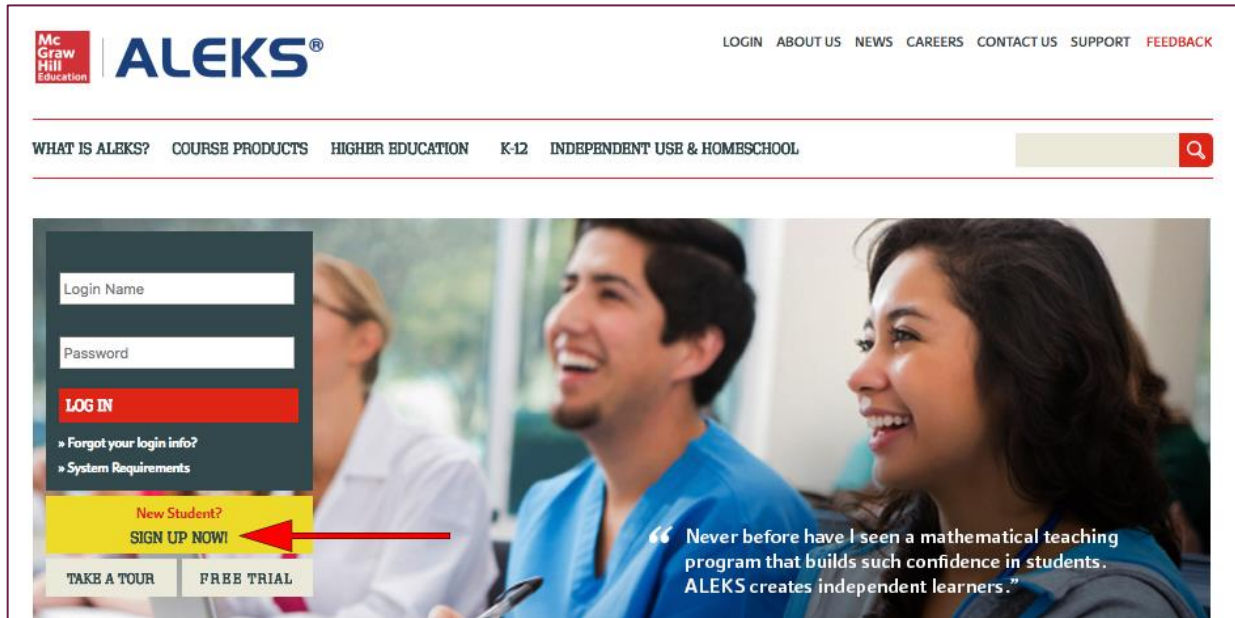 Mc
Graw
Hill
Education
ALEKS®
LOGIN ABOUT US NEWS CAREERS CONTACT US SUPPORT FEEDBACK
WHAT IS ALEKS? COURSE PRODUCTS HIGHER EDUCATION K-12 INDEPENDENT USE & HOMESCHOOL
Login Name
Password
LOG IN
» Forgot your login info?
» System Requirements
New Student?
SIGN UP NOW!
TAKE A TOUR FREE TRIAL
“ Never before have I seen a mathematical teaching
program that builds such confidence in students.
ALEKS creates independent learners.”